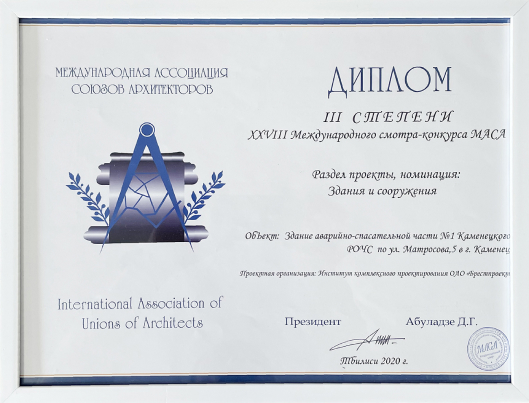 МЕЖДУНАРОДНАЯ АССОЦИАЦИЯ
СОЮЗОВ АРХИТЕКТОРОВ
International Association of
Unions of Architects
ДИПЛОМ
III СТЕПЕНИ
XXVIII Международного смотра-конкурса МАСА
Раздел проекты, номинация:
Здания и сооружения
Объект: Здание аварийно-спасательной части №1 Каменецкого
РОЧС по ул. Матросова,5 в г. Каменец
Проектная организация: Институт комплексного проектирования ОАО «Брестпроект
Президент Абуладзе Д.Г.
Тбилиси 2020 г.
МАСА